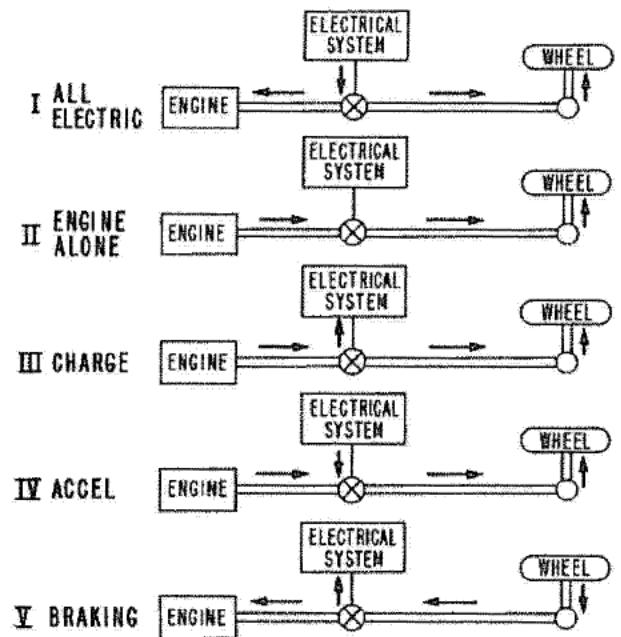 ELECTRICAL
SYSTEM
WHEEL
I ALL
ELECTRIC
ENGINE
ELECTRICAL
SYSTEM
WHEEL
II ENGINE
ALONE
ENGINE
ELECTRICAL
SYSTEM
WHEEL
III CHARGE
ENGINE
ELECTRICAL
SYSTEM
WHEEL
IV ACCEL
ENGINE
ELECTRICAL
SYSTEM
WHEEL
V BRAKING
ENGINE